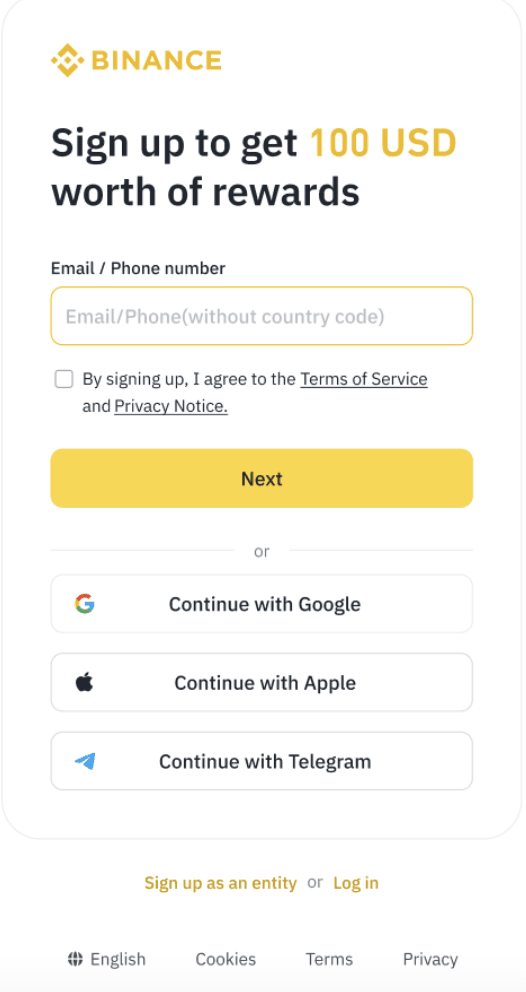 BINANCE
Sign up to get 100 USD
worth of rewards
Email / Phone number
Email/Phone(without country code)
By signing up, I agree to the Terms of Service
and Privacy Notice.
Next
or
Continue with Google
Continue with Apple
Continue with Telegram
Sign up as an entity or Log in
English Cookies Terms Privacy